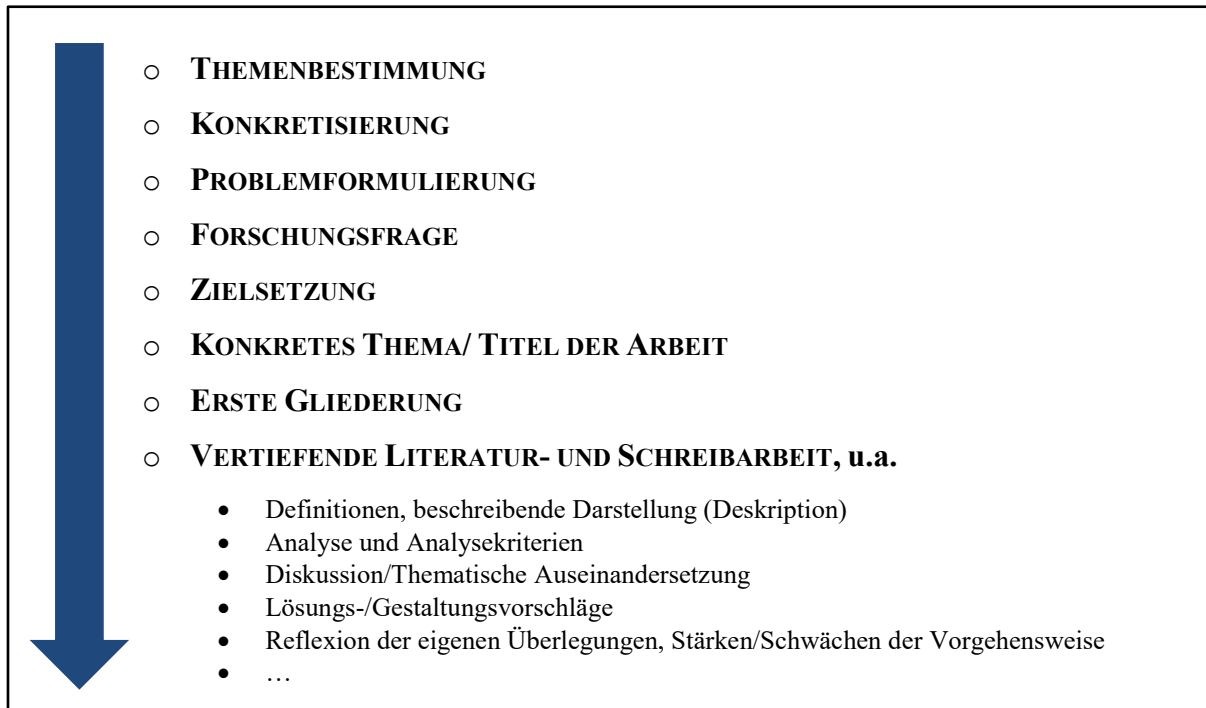 o THEMENBESTIMMUNG
o KONKRETISIERUNG
o PROBLEMFORMULIERUNG
o FORSCHUNGSFRAGE
o ZIELSETZUNG
o KONKRETES THEMA/ TITEL DER ARBEIT
o ERSTE GLIEDERUNG
o VERTIEFENDE LITERATUR- UND SCHREIBARBEIT, u.a.
• Definitionen, beschreibende Darstellung (Deskription)
• Analyse und Analysekriterien
• Diskussion/Thematische Auseinandersetzung
• Lösungs-/Gestaltungsvorschläge
• Reflexion der eigenen Überlegungen, Stärken/Schwächen der Vorgehensweise
• …